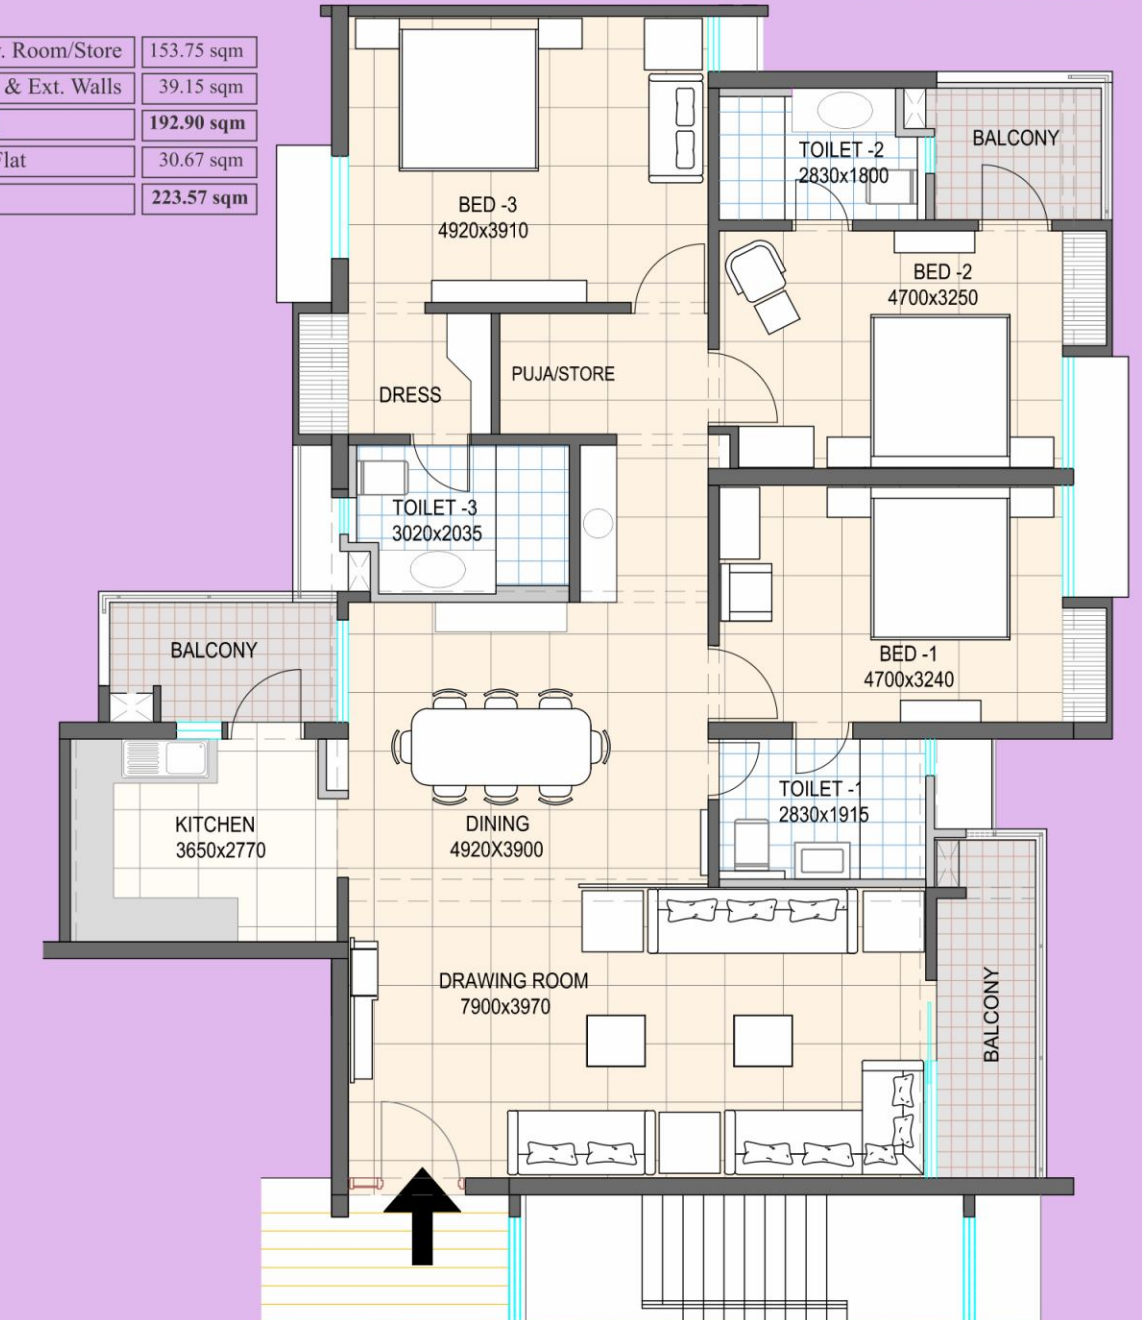 Room/Store 153.75 sqm
& Ext. Walls 39.15 sqm
192.90 sqm
Flat 30.67 sqm
223.57 sqm
BED -3
4920x3910
TOILET -2
2830x1800
BALCONY
BED -2
4700x3250
DRESS
PUJA/STORE
TOILET -3
3020x2035
BALCONY
BED -1
4700x3240
KITCHEN
3650x2770
DINING
4920X3900
TOILET -1
2830x1915
DRAWING ROOM
7900x3970
BALCONY